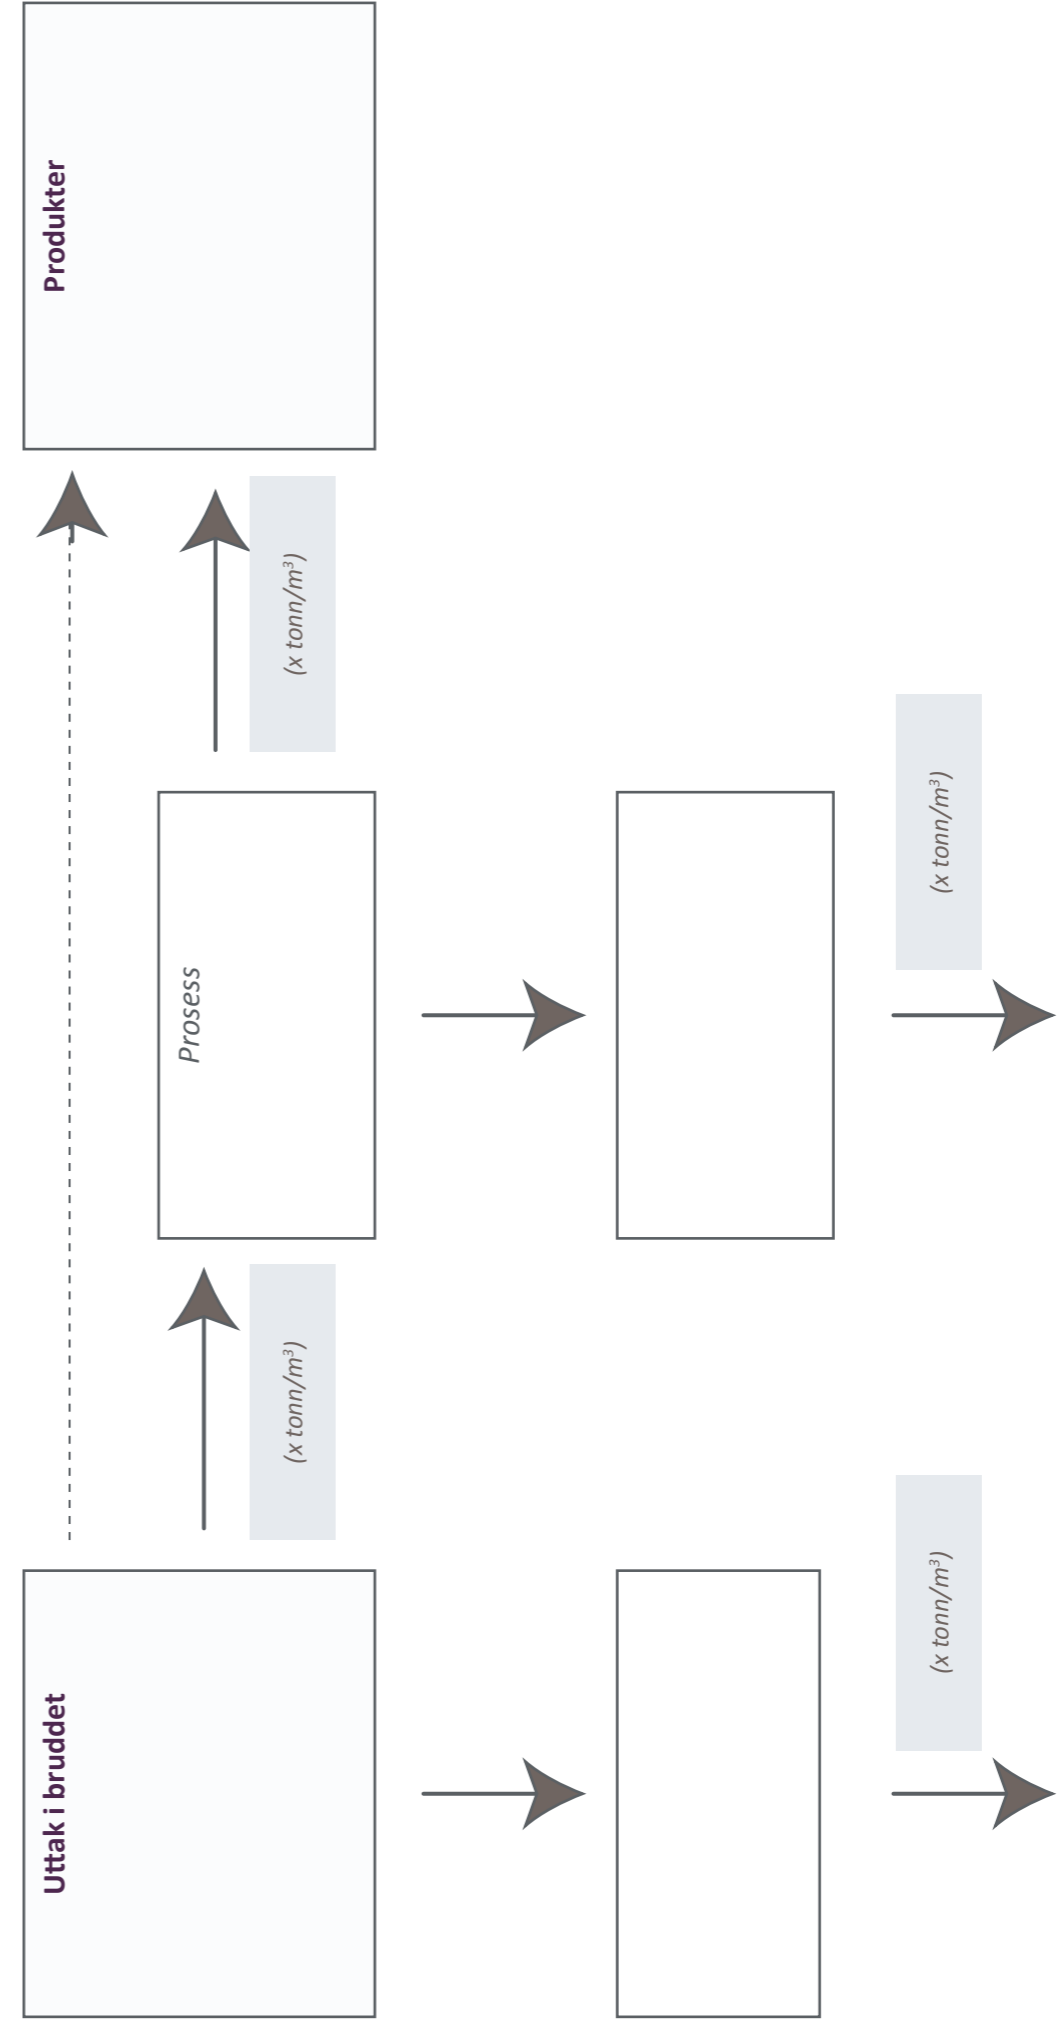 Uttak i bruddet
Prosess
Produkter
(x tonn/m³)
(x tonn/m³)
(x tonn/m³)
(x tonn/m³)